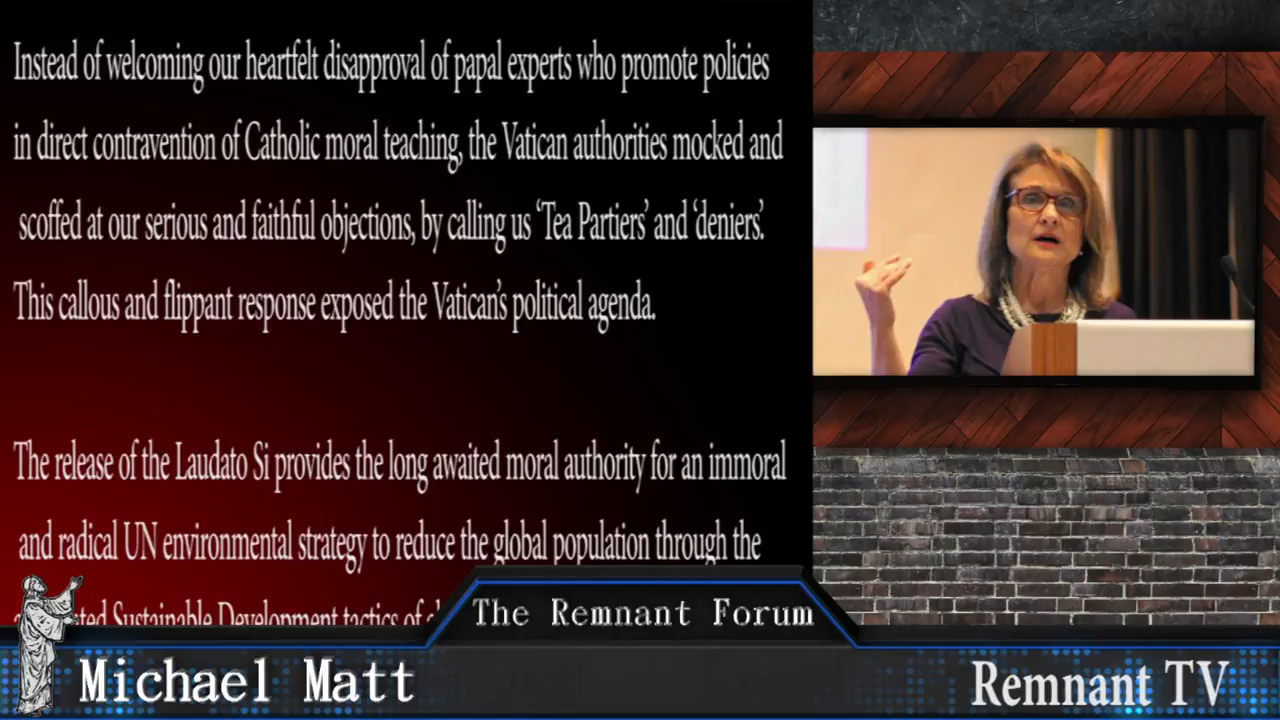 Instead of welcoming our heartfelt disapproval of papal experts who promote policies
in direct contravention of Catholic moral teaching, the Vatican authorities mocked and
scoffed at our serious and faithful objections, by calling us ‘Tea Partiers’ and ‘deniers.’
This callous and flippant response exposed the Vatican’s political agenda.
The release of the Laudato Si provides the long awaited moral authority for an immoral
and radical UN environmental strategy to reduce the global population through the
Sustainable Development tactics of
The Remnant Forum
Michael Matt
Remnant TV